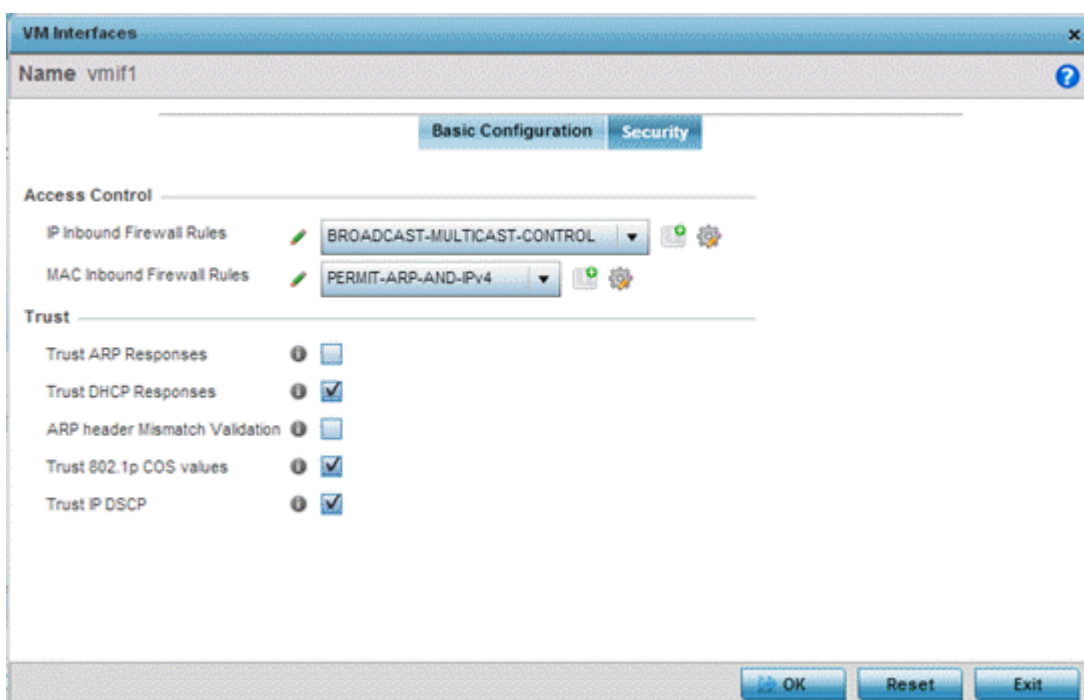 VM Interfaces
Name vmif1
Basic Configuration Security
Access Control
IP Inbound Firewall Rules BROADCAST-MULTICAST-CONTROL
MAC Inbound Firewall Rules PERMIT-ARP-AND-IPv4
Trust
Trust ARP Responses
Trust DHCP Responses
ARP header Mismatch Validation
Trust 802.1p COS values
Trust IP DSCP
OK Reset Exit